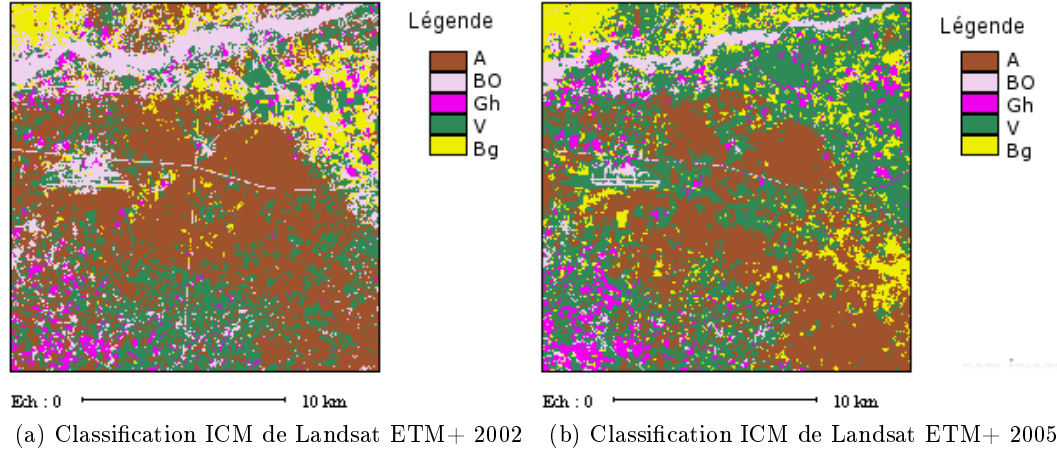 Légende
A
BO
Gh
V
Bg
Ech : 0 10 km
(a) Classification ICM de Landsat ETM+ 2002
Légende
A
BO
Gh
V
Bg
Ech : 0 10 km
(b) Classification ICM de Landsat ETM+ 2005